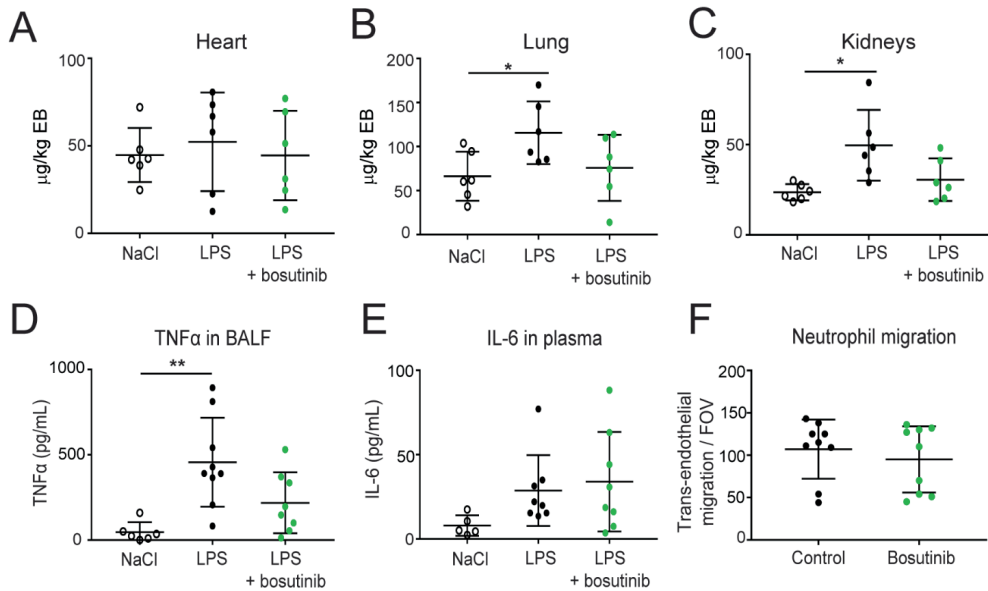 A
Heart
μg/kg EB
100
50
0
NaCl
LPS
LPS
+ bosutinib
B
Lung
μg/kg EB
200
150
100
50
0
*
NaCl
LPS
LPS
+ bosutinib
C
Kidneys
μg/kg EB
100
50
0
*
NaCl
LPS
LPS
+ bosutinib
D
TNFα in BALF
TNFα (pg/mL)
1000
500
0
**
NaCl
LPS
LPS
+ bosutinib
E
IL-6 in plasma
IL-6 (pg/mL)
100
50
0
NaCl
LPS
LPS
+ bosutinib
F
Neutrophil migration
Trans-endothelial
migration / FOV
200
150
100
50
0
Control
Bosutinib